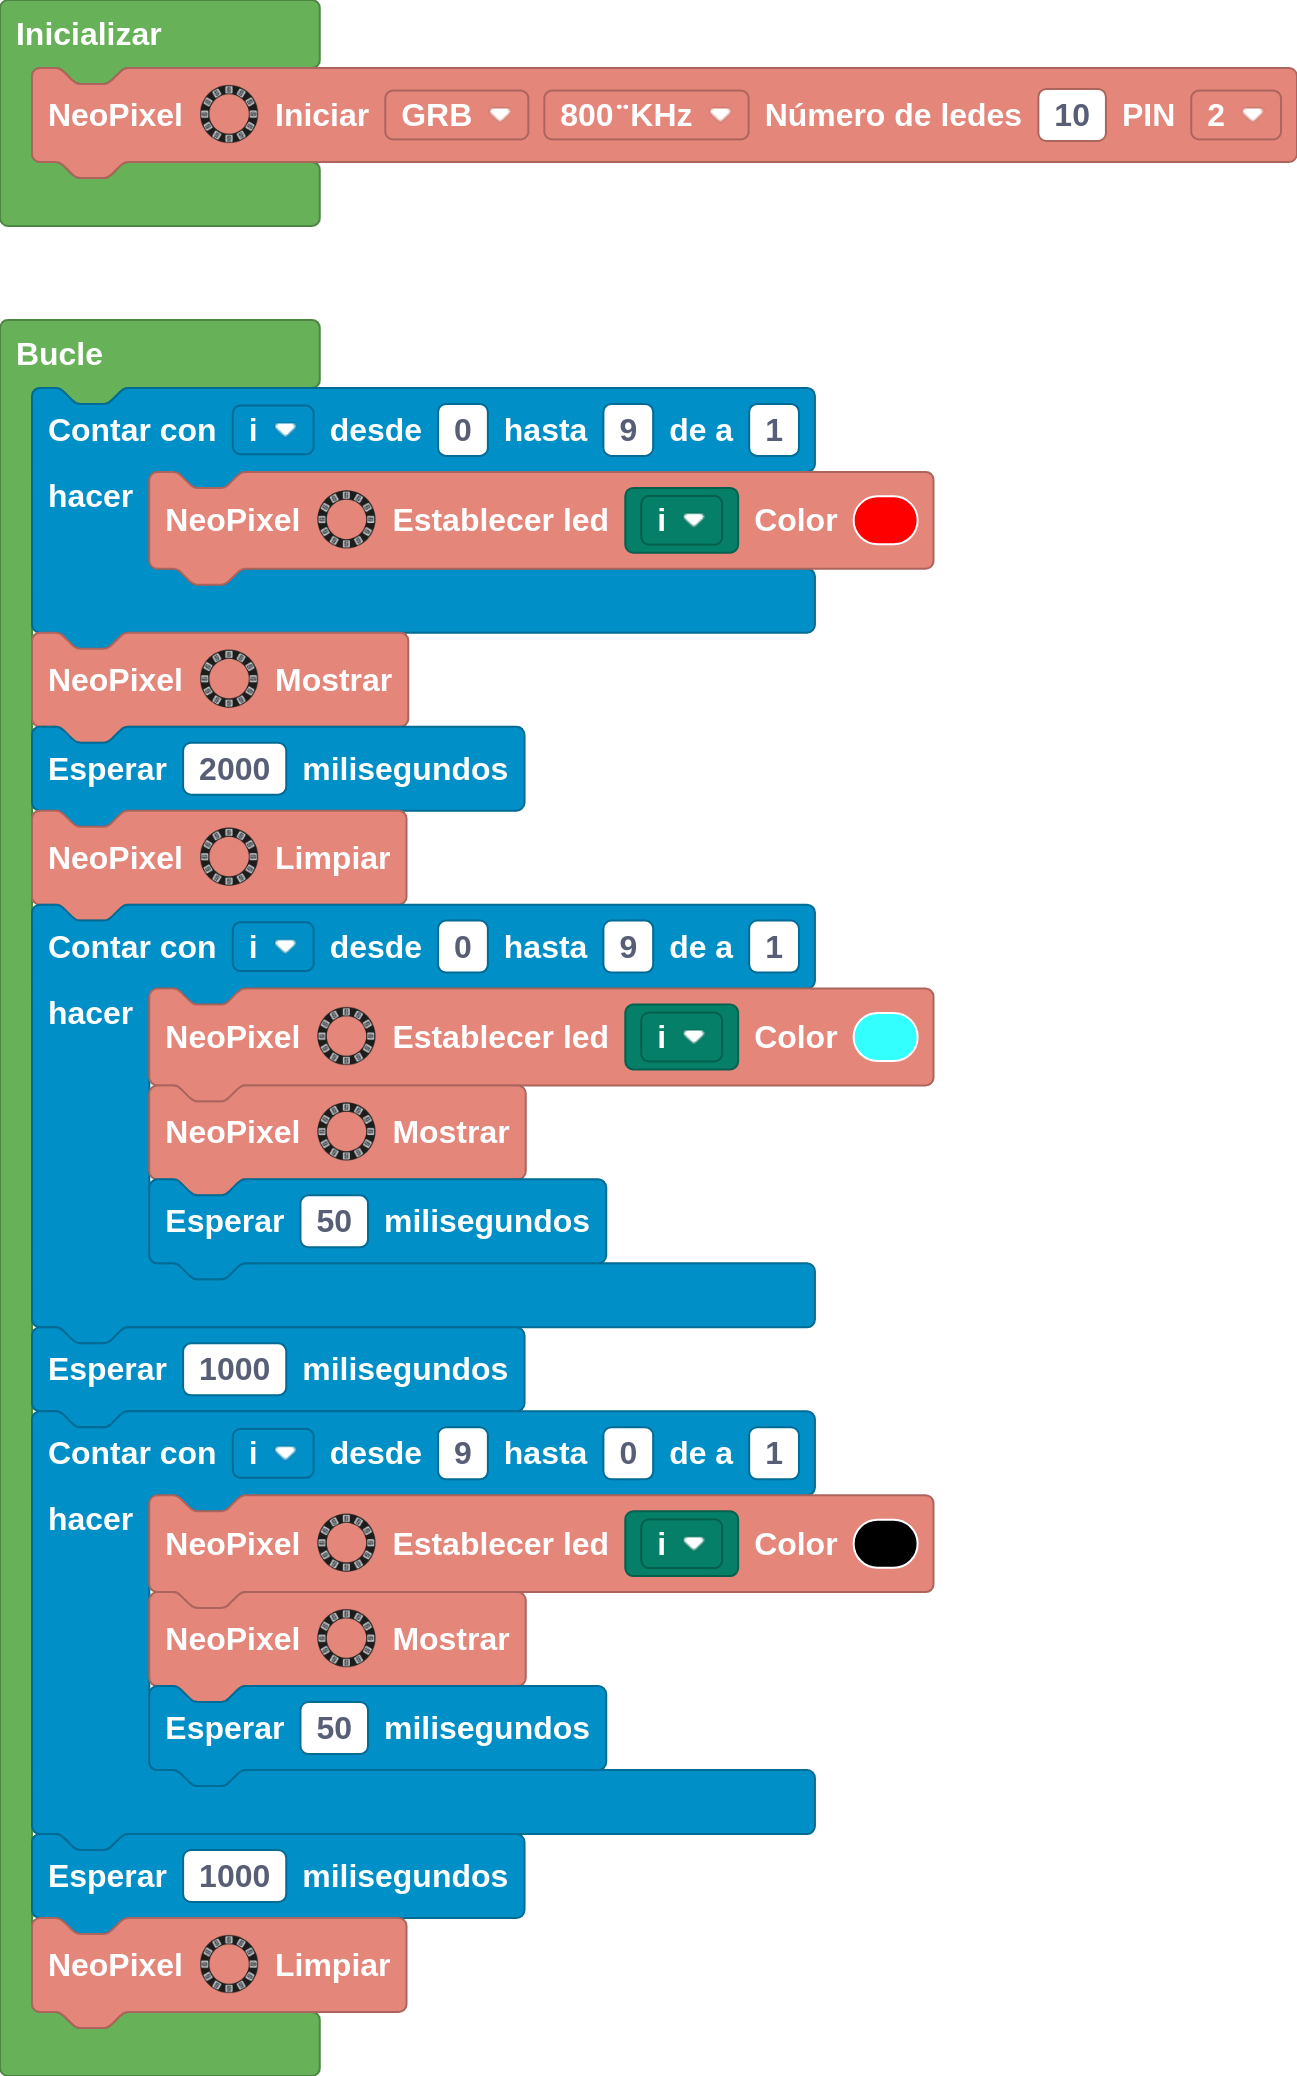 Inicializar
NeoPixel Iniciar GRB 800¨KHz Número de ledes 10 PIN 2
Bucle
Contar con i desde 0 hasta 9 de a 1
hacer NeoPixel Establecer led i Color
NeoPixel Mostrar
Esperar 2000 milisegundos
NeoPixel Limpiar
Contar con i desde 0 hasta 9 de a 1
hacer NeoPixel Establecer led i Color
NeoPixel Mostrar
Esperar 50 milisegundos
Esperar 1000 milisegundos
Contar con i desde 9 hasta 0 de a 1
hacer NeoPixel Establecer led i Color
NeoPixel Mostrar
Esperar 50 milisegundos
Esperar 1000 milisegundos
NeoPixel Limpiar